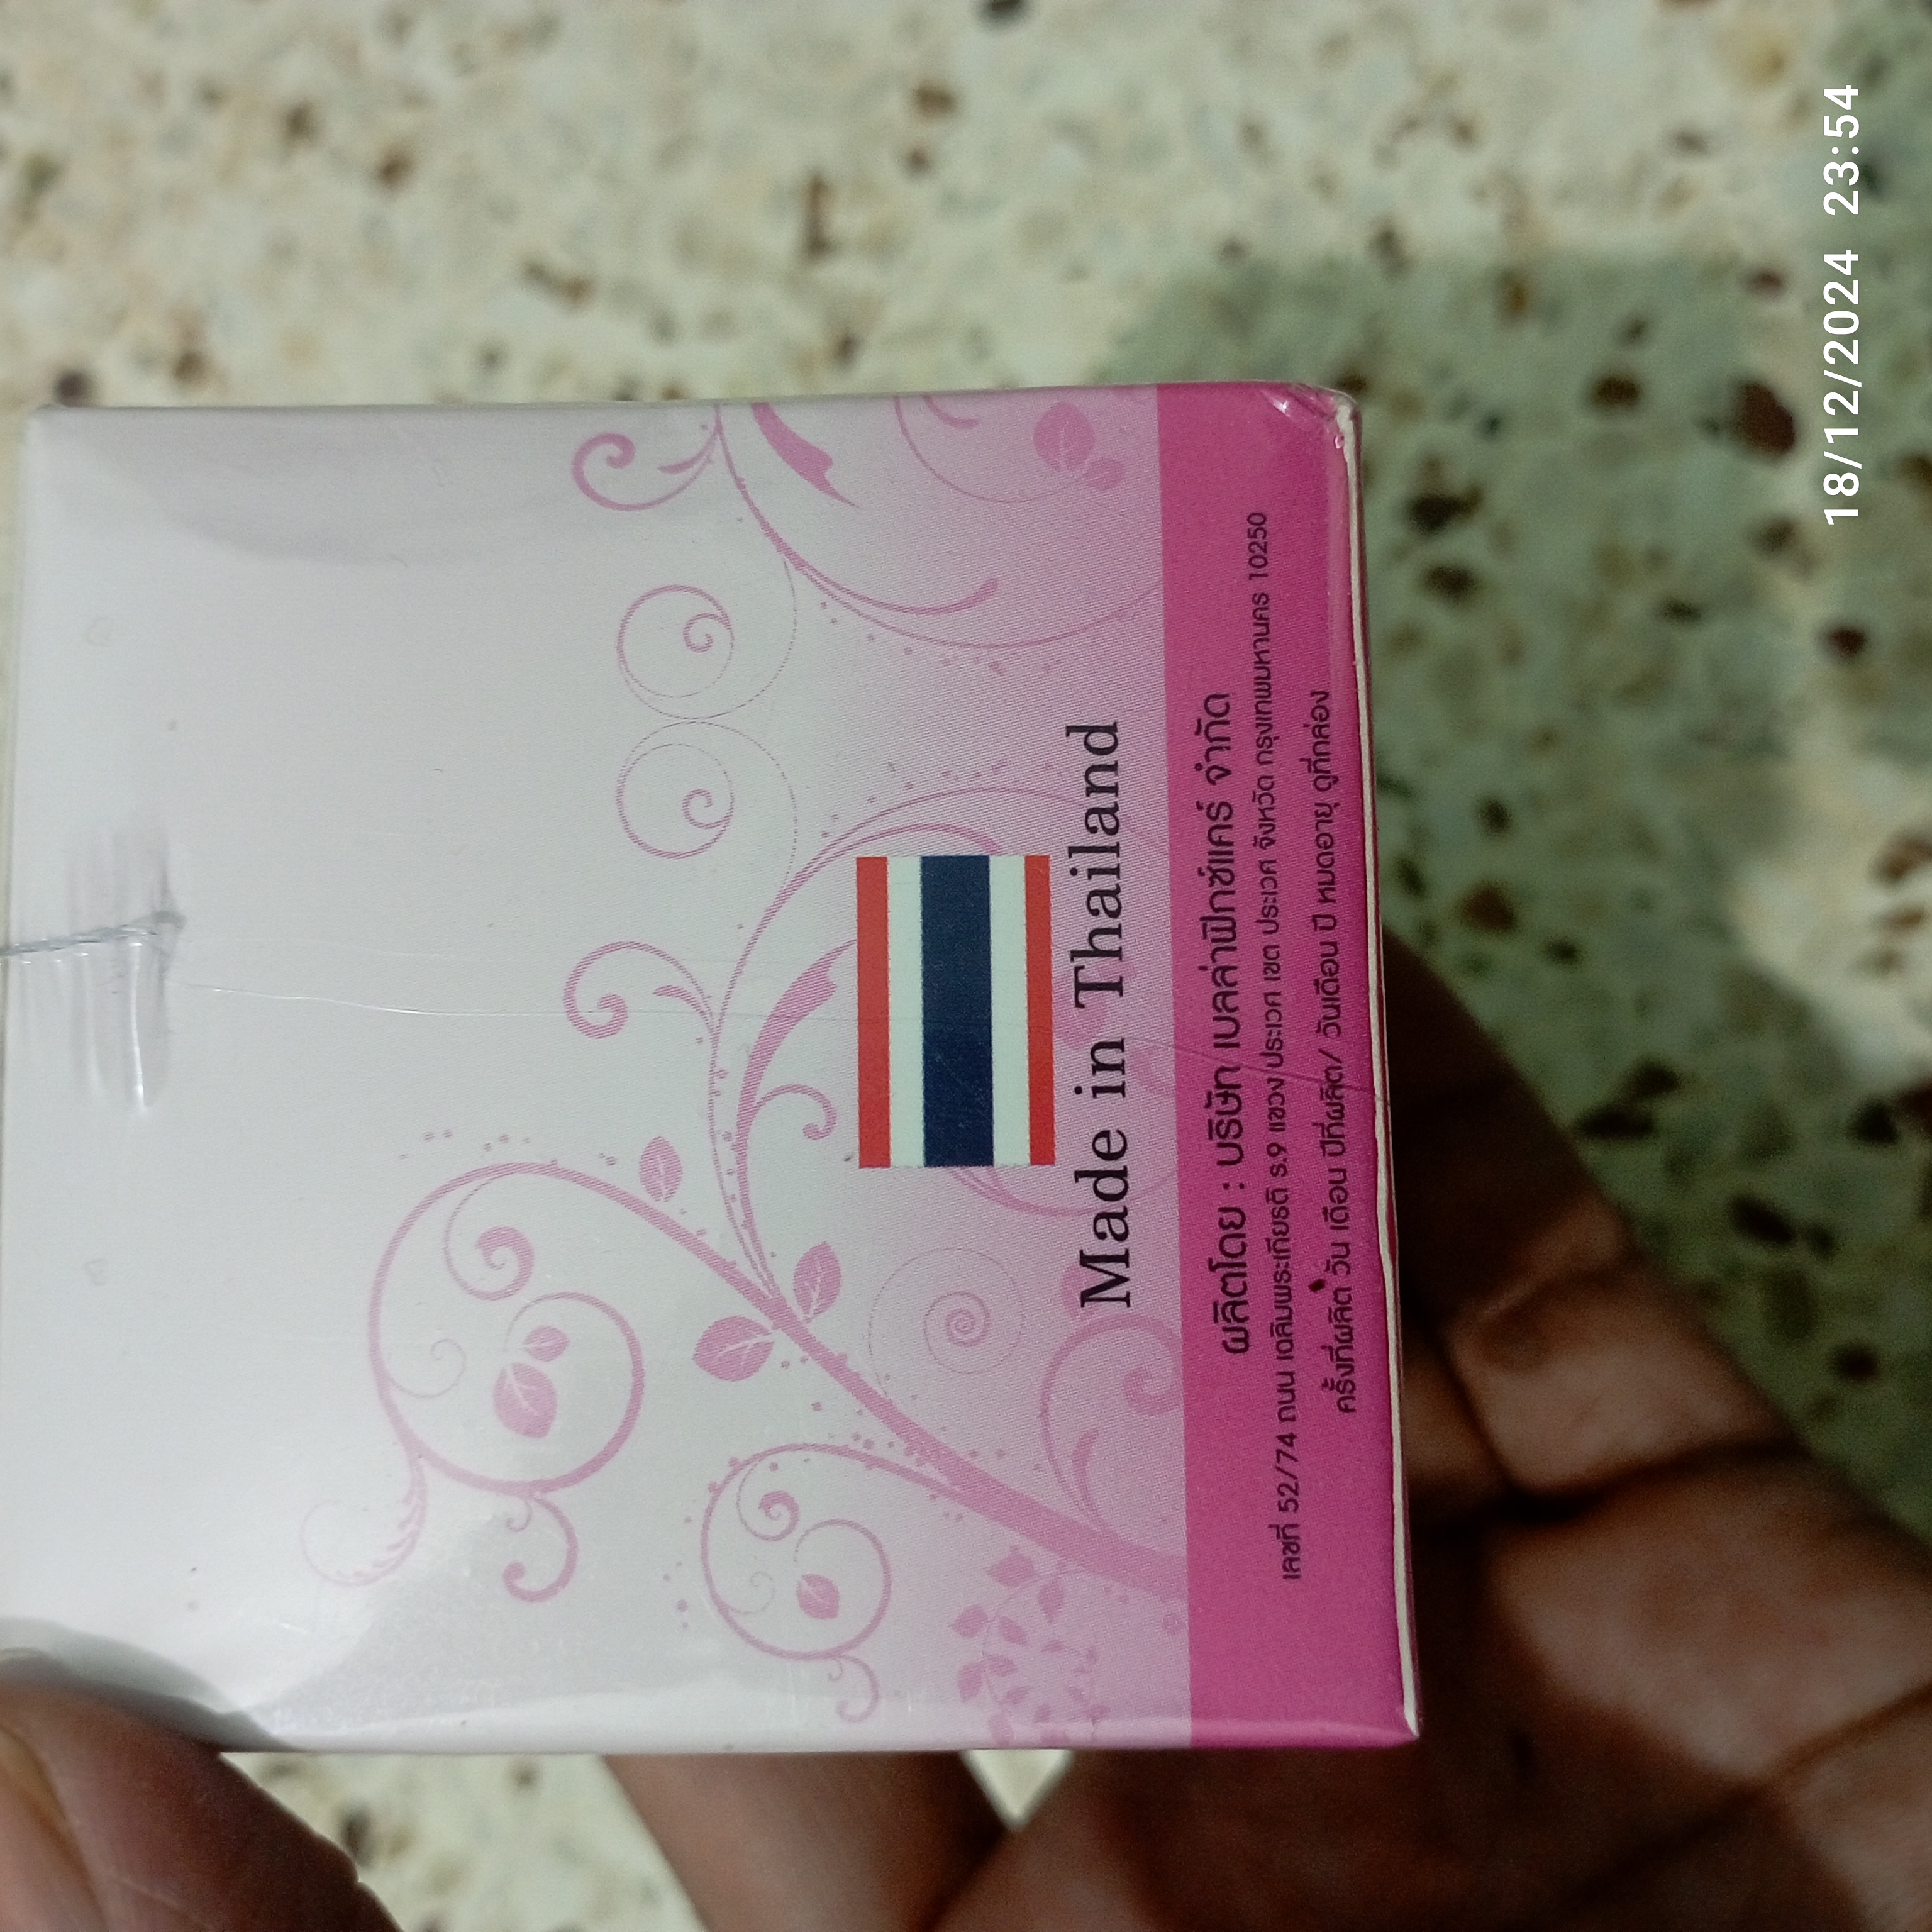 Made in Thailand
ผลิตโดย : บริษัท เบลล่าฟิกซ์แคร์ จำกัด
เลขที่ 52/74 ถนน เฉลิมพระเกียรติ ร.9 แขวง ประเวศ เขต ประเวศ จังหวัด กรุงเทพมหานคร 10250
ครั้งที่ผลิต วัน เดือน ปีที่ผลิต/ วันเดือน ปี หมดอายุ ดูที่กล่อง
18/12/2024 23:54